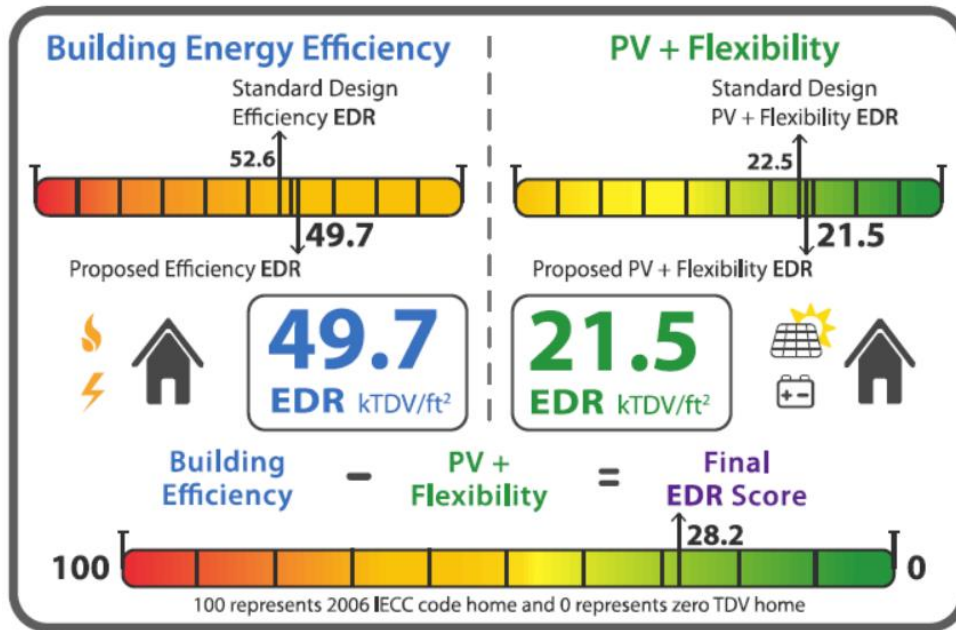 Building Energy Efficiency
Standard Design
Efficiency EDR
52.6
49.7
Proposed Efficiency EDR
49.7
EDR kTDV/ft²
PV + Flexibility
Standard Design
PV + Flexibility EDR
22.5
21.5
Proposed PV + Flexibility EDR
21.5
EDR kTDV/ft²
+ -
Building
Efficiency
-
PV +
Flexibility
=
Final
EDR Score
28.2
100
0
100 represents 2006 IECC code home and 0 represents zero TDV home